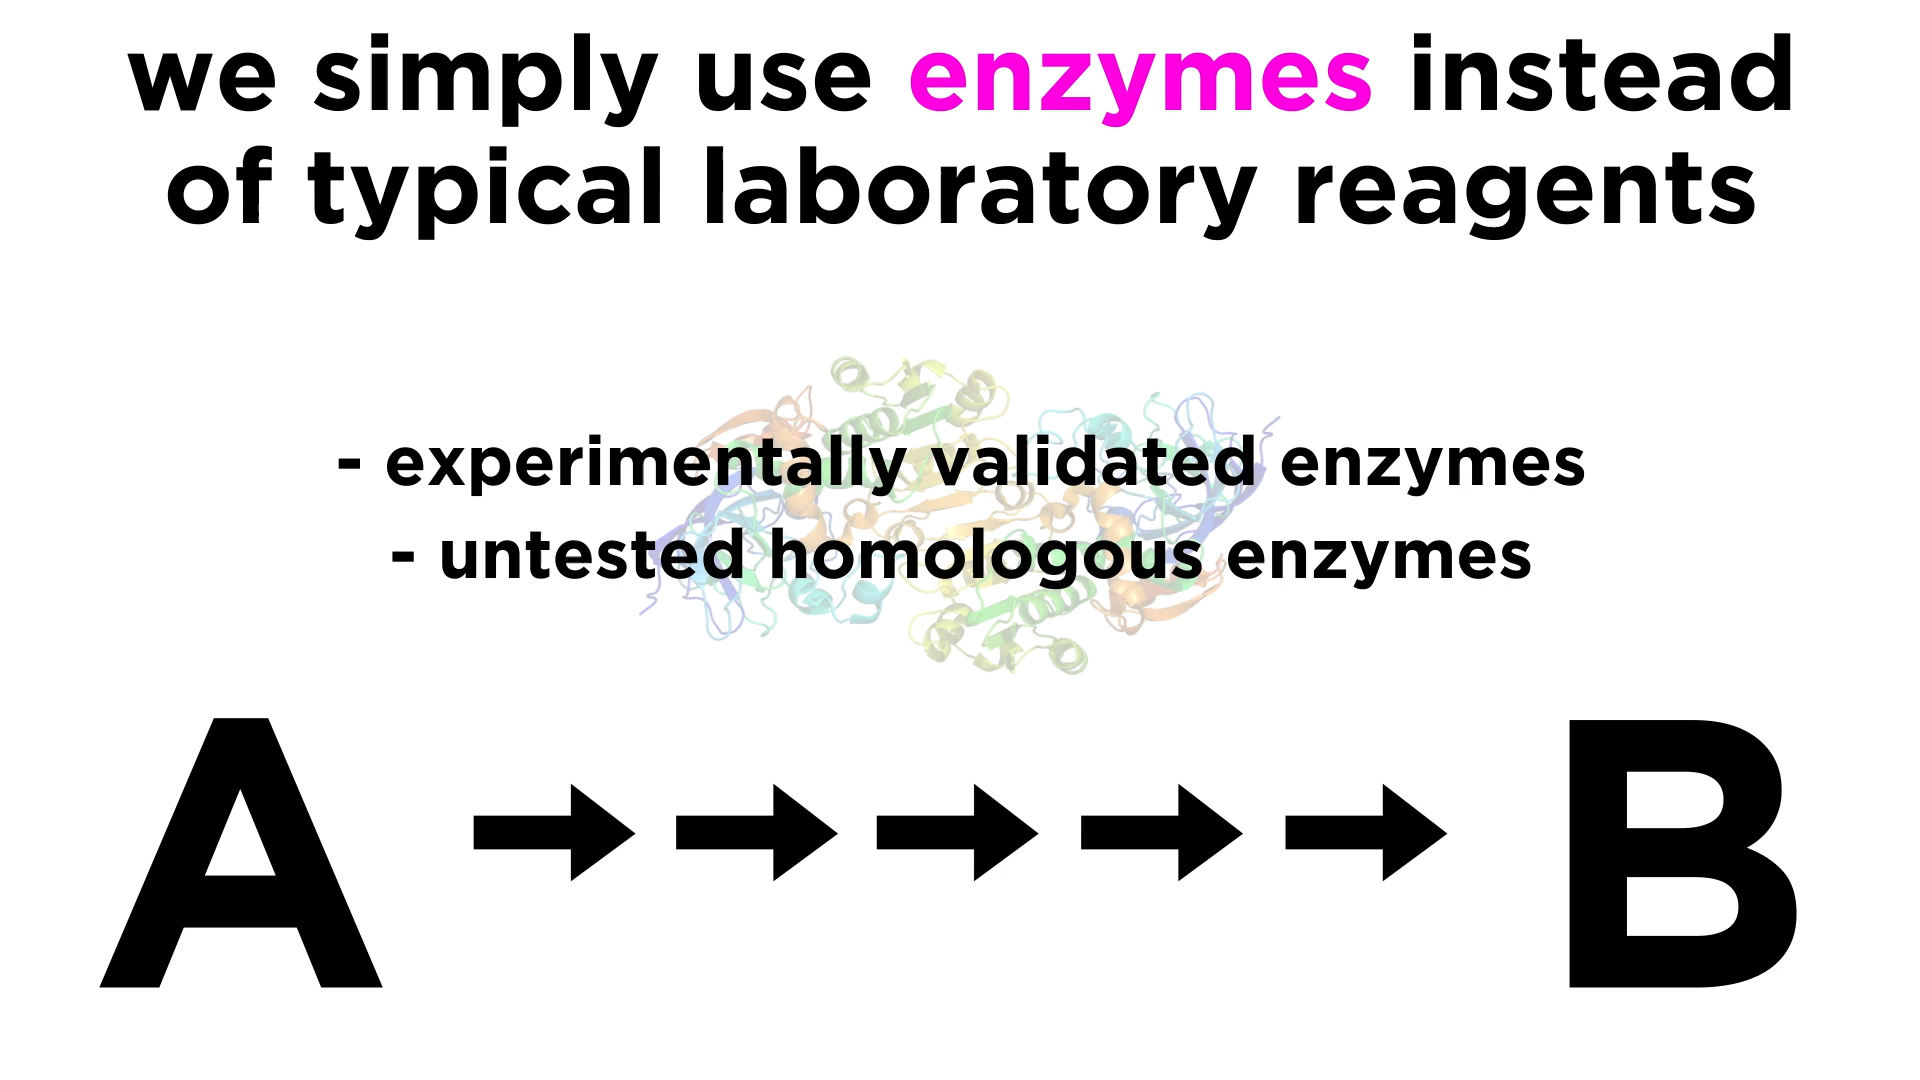 we simply use enzymes instead
of typical laboratory reagents
- experimentally validated enzymes
- untested homologous enzymes
A B